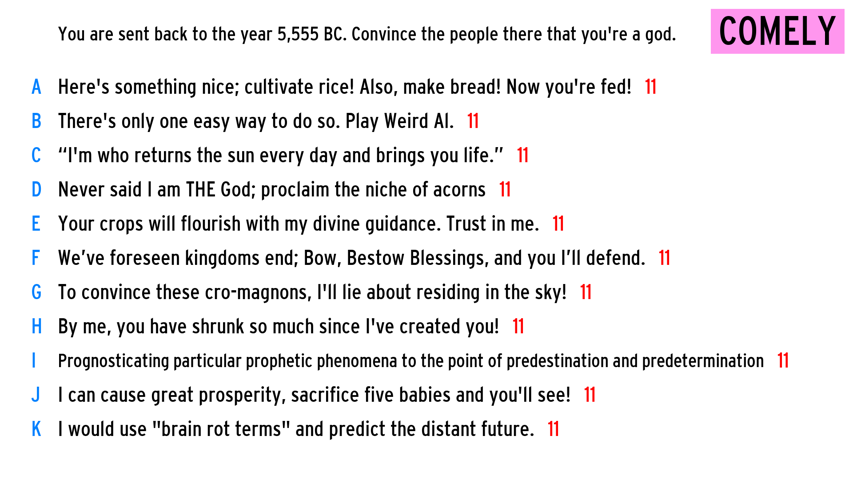 You are sent back to the year 5,555 BC. Convince the people there that you're a god. COMELY
A Here's something nice; cultivate rice! Also, make bread! Now you're fed! 11
B There's only one easy way to do so. Play Weird Al. 11
C “I'm who returns the sun every day and brings you life.” 11
D Never said I am THE God; proclaim the niche of acorns 11
E Your crops will flourish with my divine guidance. Trust in me. 11
F We’ve foreseen kingdoms end; Bow, Bestow Blessings, and you I’ll defend. 11
G To convince these cro-magnons, I'll lie about residing in the sky! 11
H By me, you have shrunk so much since I've created you! 11
I Prognosticating particular prophetic phenomena to the point of predestination and predetermination 11
J I can cause great prosperity, sacrifice five babies and you'll see! 11
K I would use "brain rot terms" and predict the distant future. 11